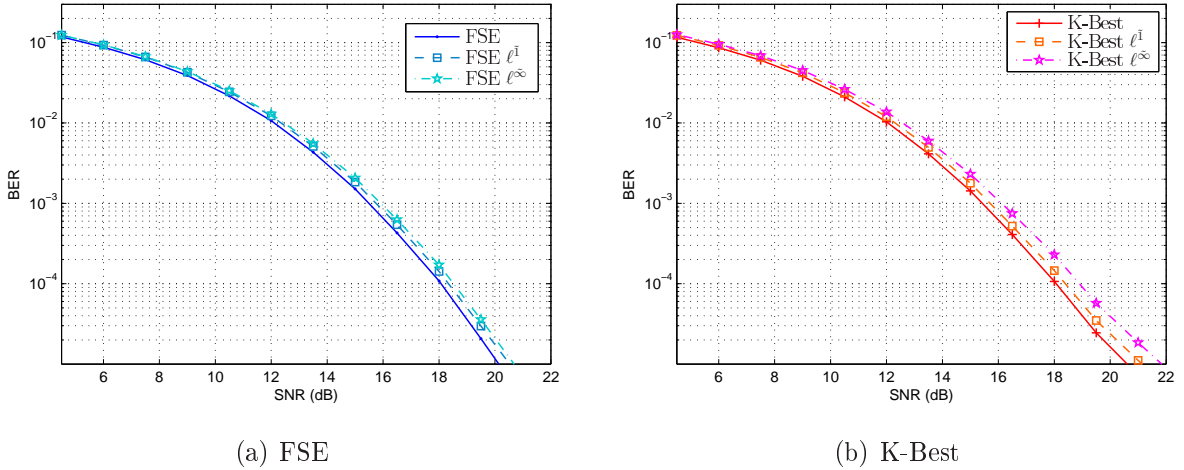 FSE
FSE ℓ^1̃
FSE ℓ^∞̃
10^−1
10^−2
10^−3
10^−4
BER
6 8 10 12 14 16 18 20 22
SNR (dB)
(a) FSE
K-Best
K-Best ℓ^1̃
K-Best ℓ^∞̃
10^−1
10^−2
10^−3
10^−4
BER
6 8 10 12 14 16 18 20 22
SNR (dB)
(b) K-Best